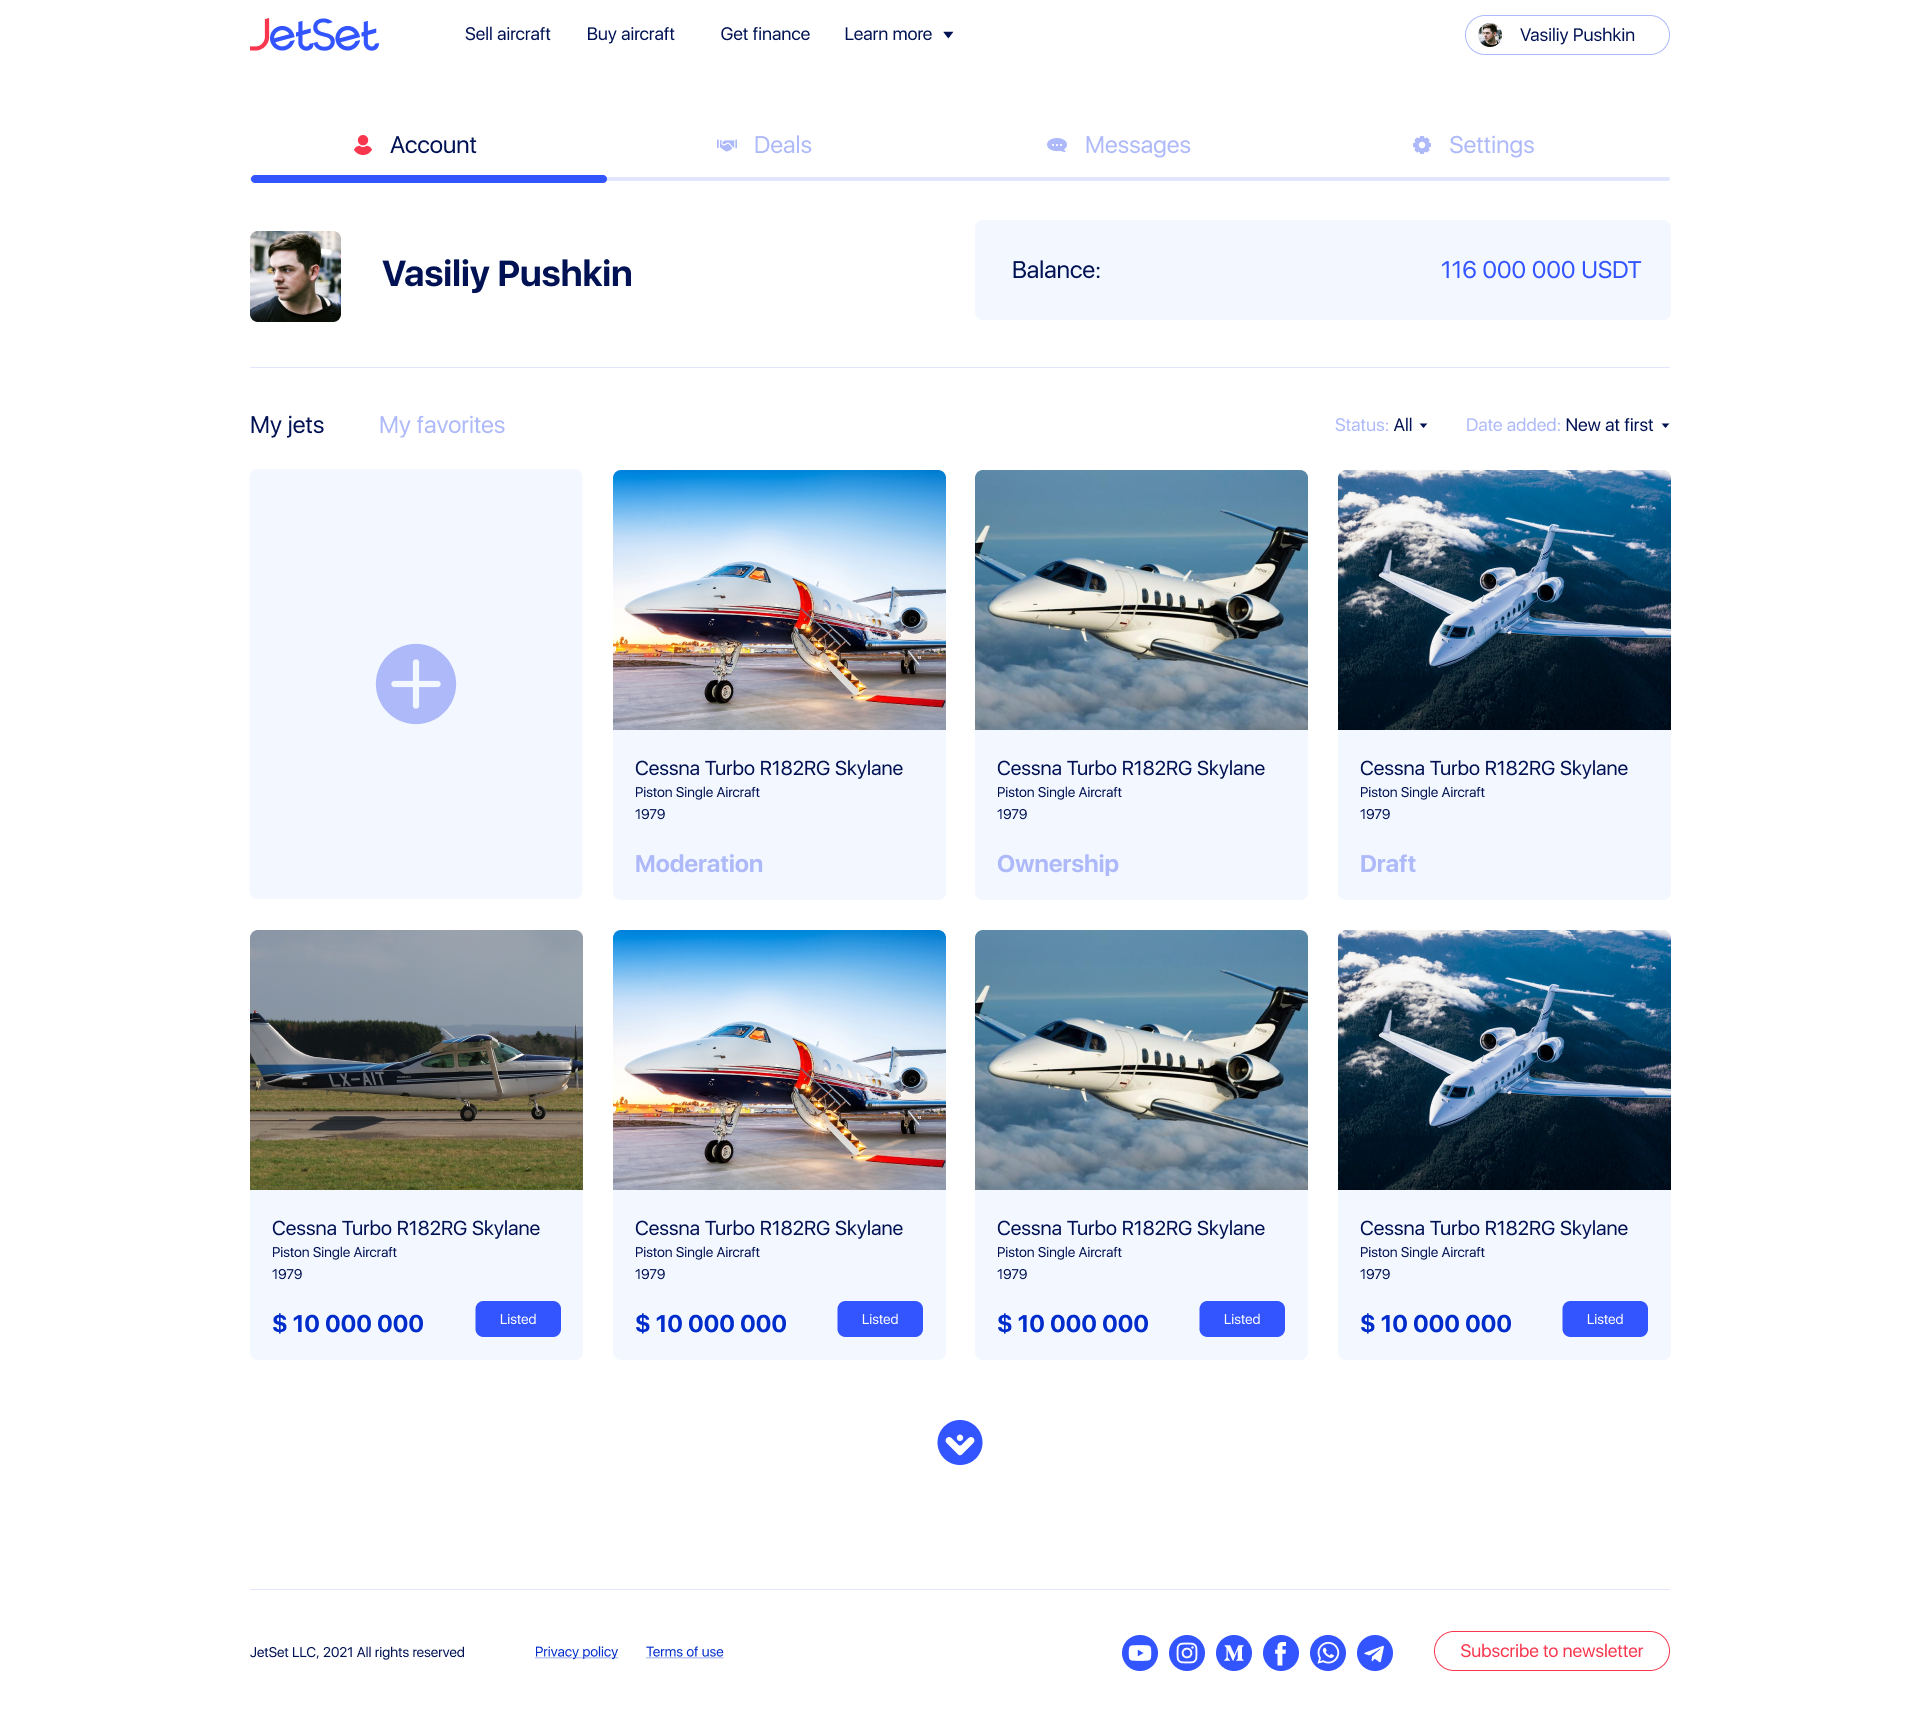 JetSet
Sell aircraft
Buy aircraft
Get finance
Learn more
Vasiliy Pushkin
Account
Deals
Messages
Settings
Vasiliy Pushkin
Balance:
116 000 000 USDT
My jets
My favorites
Status: All
Date added: New at first
Cessna Turbo R182RG Skylane
Piston Single Aircraft
1979
Moderation
Cessna Turbo R182RG Skylane
Piston Single Aircraft
1979
Ownership
Cessna Turbo R182RG Skylane
Piston Single Aircraft
1979
Draft
LX-AIT
Cessna Turbo R182RG Skylane
Piston Single Aircraft
1979
$ 10 000 000
Listed
Cessna Turbo R182RG Skylane
Piston Single Aircraft
1979
$ 10 000 000
Listed
Cessna Turbo R182RG Skylane
Piston Single Aircraft
1979
$ 10 000 000
Listed
Cessna Turbo R182RG Skylane
Piston Single Aircraft
1979
$ 10 000 000
Listed
JetSet LLC, 2021 All rights reserved
Privacy policy
Terms of use
M
Subscribe to newsletter